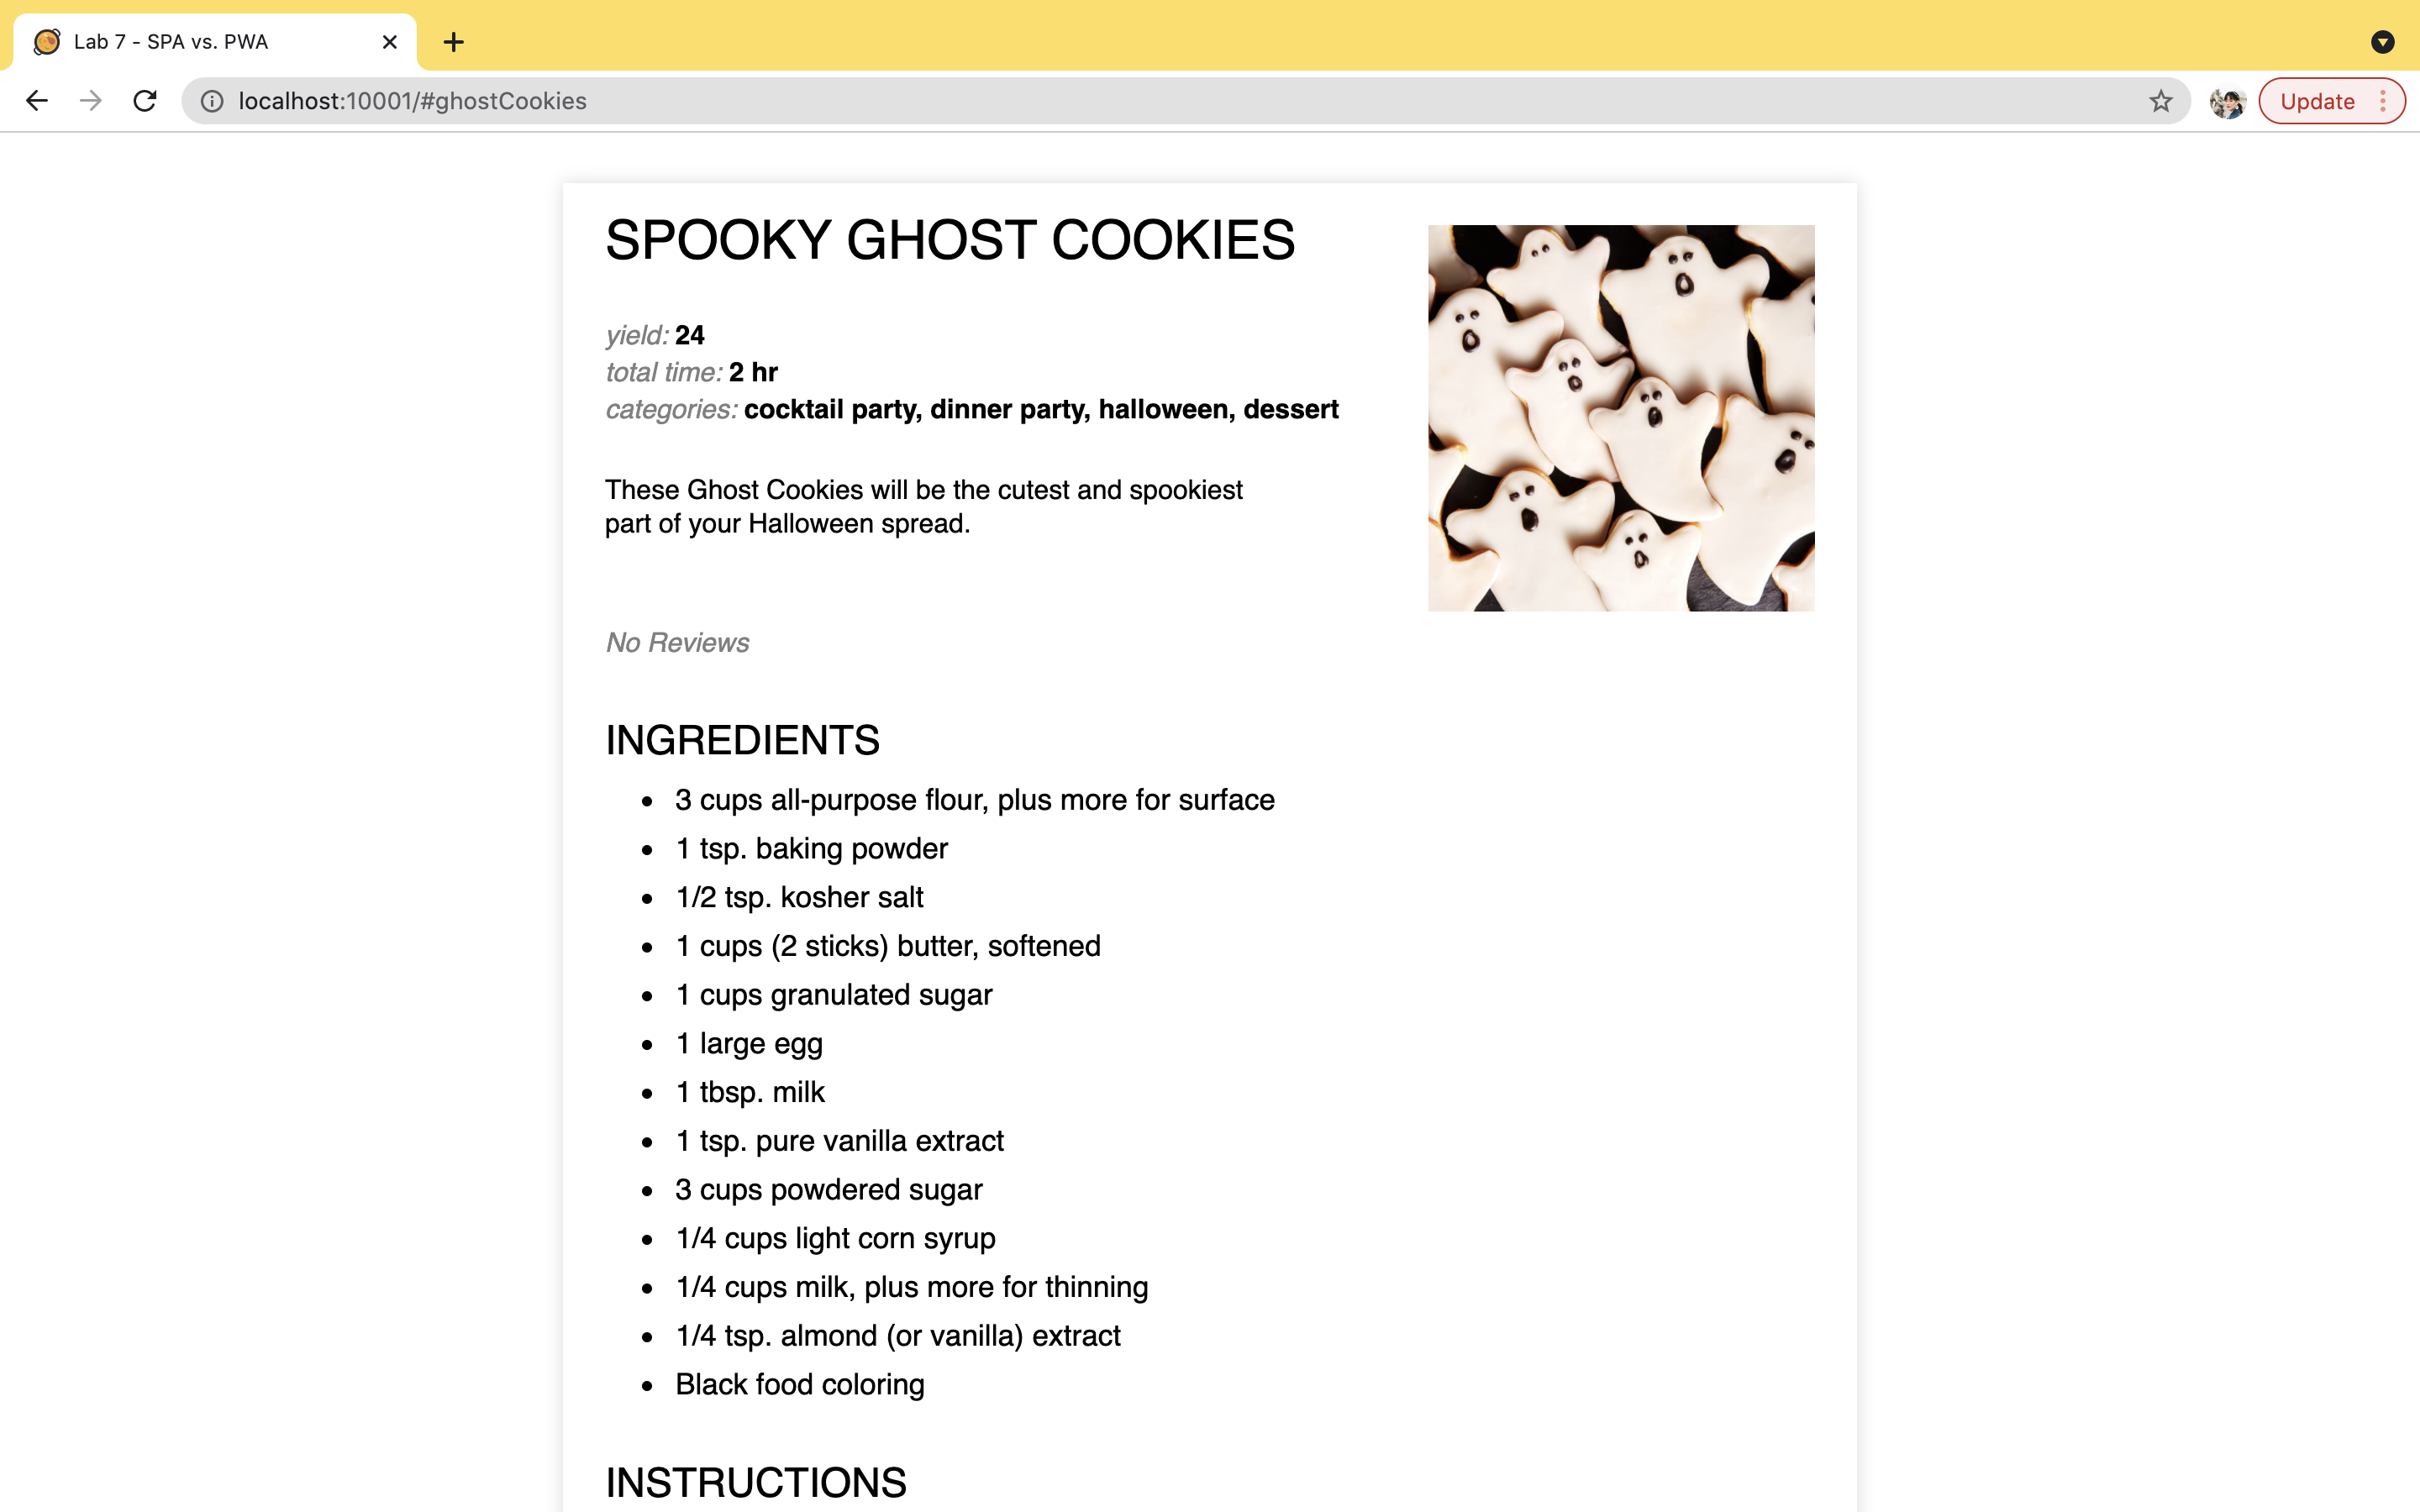 Lab 7 - SPA vs. PWA
localhost:10001/#ghostCookies
Update
SPOOKY GHOST COOKIES
yield: 24
total time: 2 hr
categories: cocktail party, dinner party, halloween, dessert
These Ghost Cookies will be the cutest and spookiest
part of your Halloween spread.
No Reviews
INGREDIENTS
3 cups all-purpose flour, plus more for surface
1 tsp. baking powder
1/2 tsp. kosher salt
1 cups (2 sticks) butter, softened
1 cups granulated sugar
1 large egg
1 tbsp. milk
1 tsp. pure vanilla extract
3 cups powdered sugar
1/4 cups light corn syrup
1/4 cups milk, plus more for thinning
1/4 tsp. almond (or vanilla) extract
Black food coloring
INSTRUCTIONS